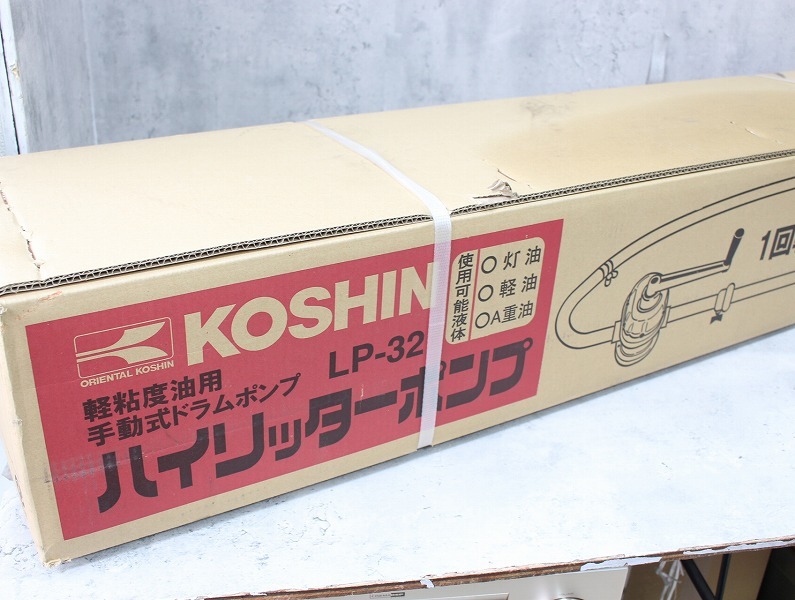 KOSHIN
ORIENTAL KOSHIN
軽粘度油用
手動式ドラムポンプ
LP-32
ハイリッターポンプ
使用可能液体
○灯油
○軽油
○A重油
1回